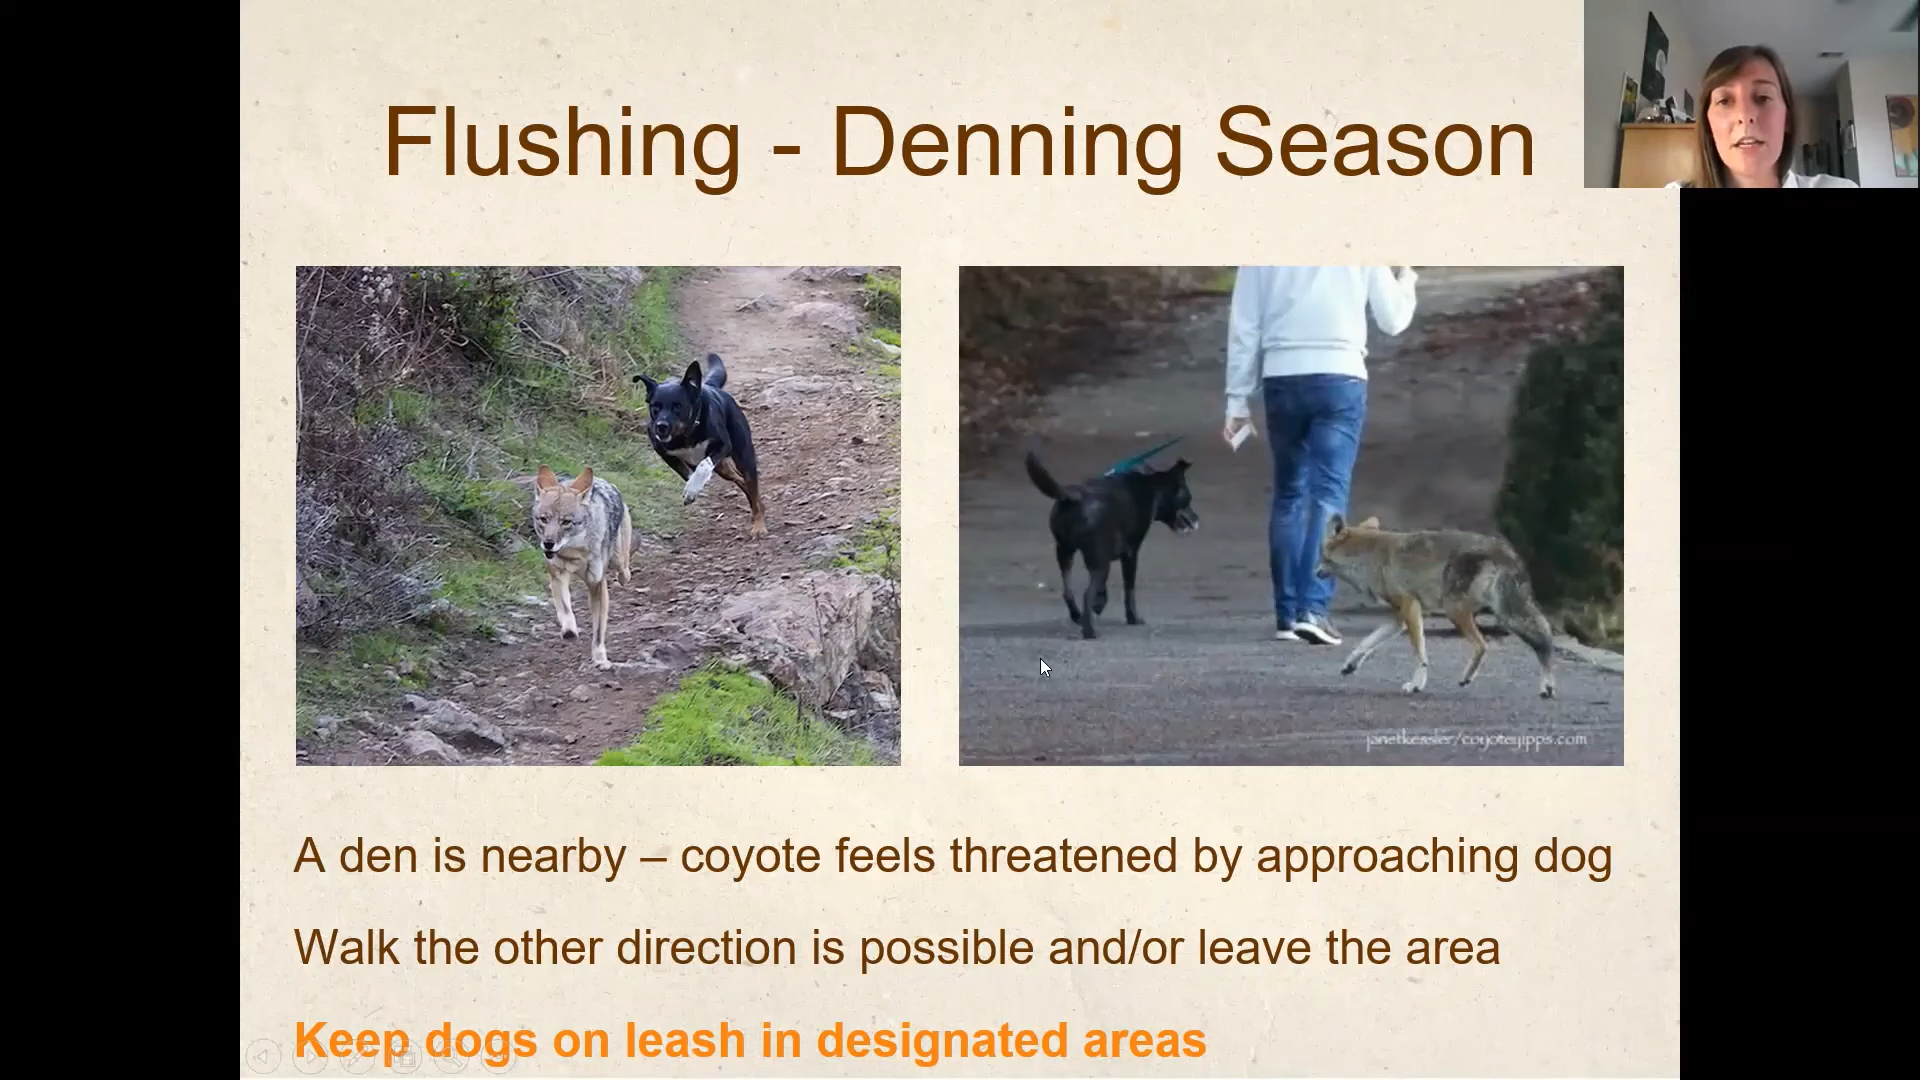 Flushing - Denning Season
janetkessler/coyoteyipps.com
A den is nearby – coyote feels threatened by approaching dog
Walk the other direction is possible and/or leave the area
Keep dogs on leash in designated areas